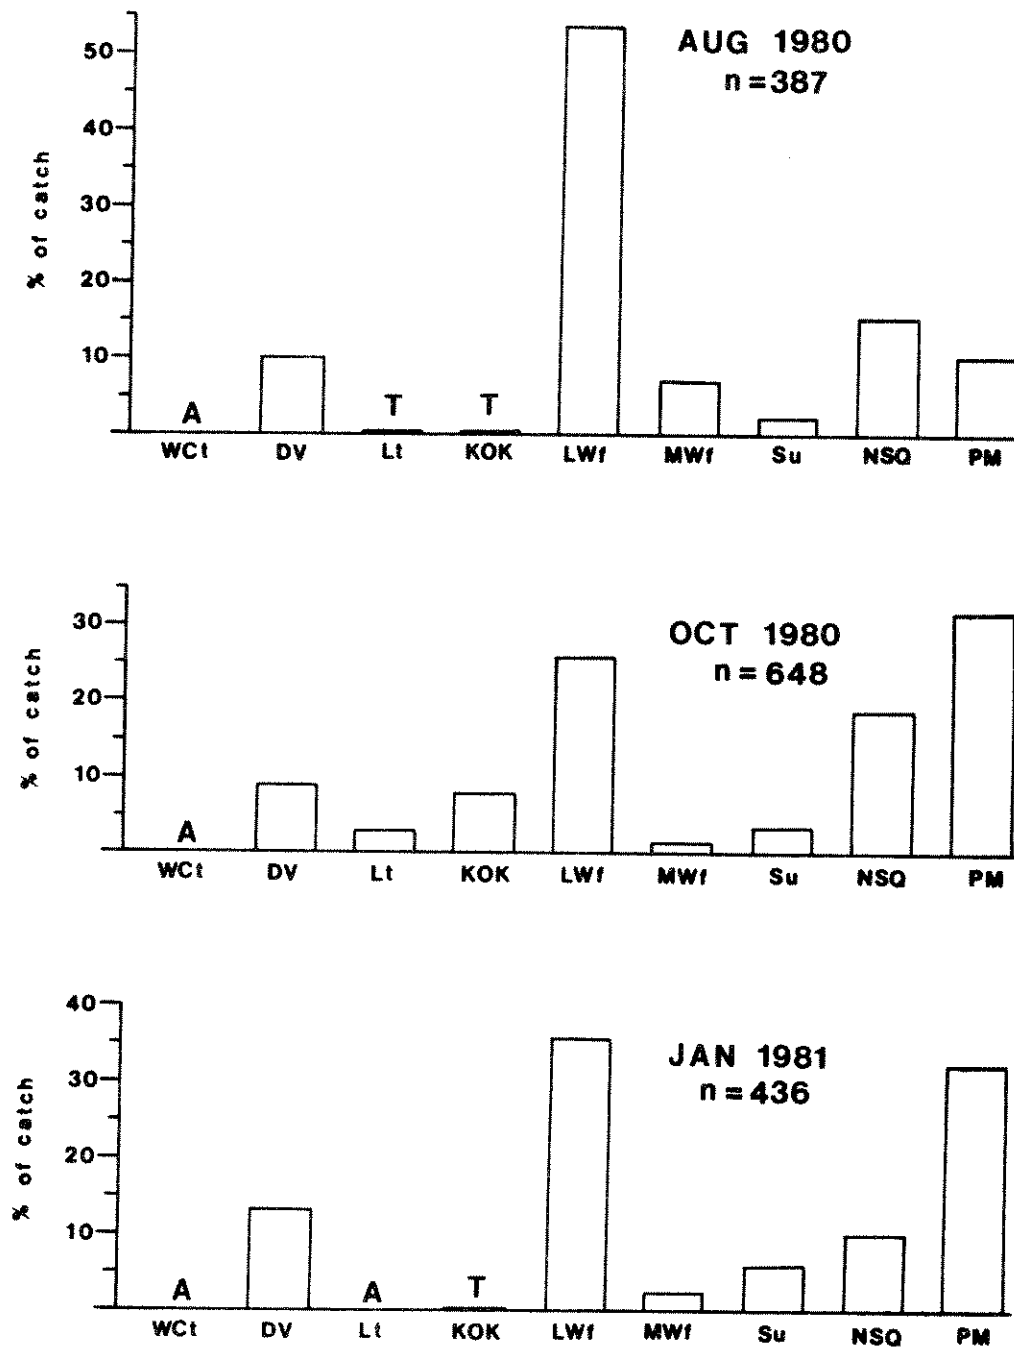 AUG 1980
n=387
% of catch
50
40
30
20
10
A T T
WCt DV Lt KOK LWf MWf Su NSQ PM
OCT 1980
n=648
% of catch
30
20
10
A
WCt DV Lt KOK LWf MWf Su NSQ PM
JAN 1981
n=436
% of catch
40
30
20
10
A A T
WCt DV Lt KOK LWf MWf Su NSQ PM